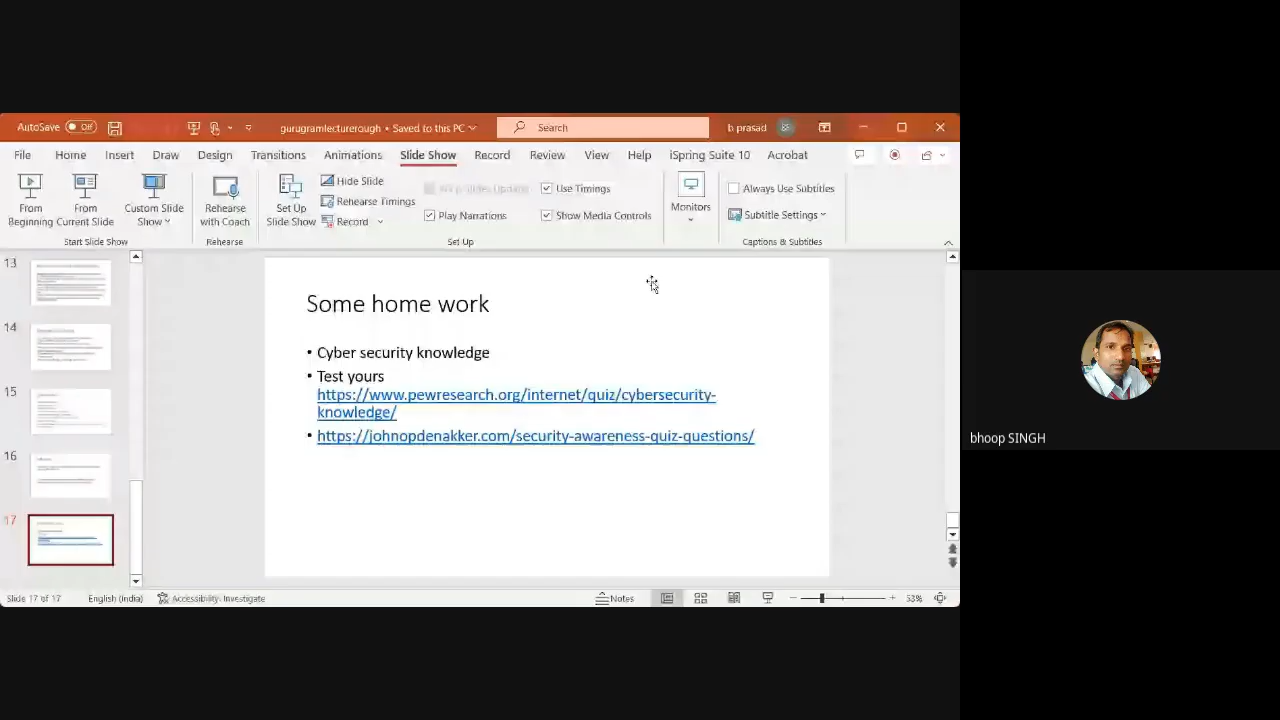 AutoSave Off gurugramlecturerough • Saved to this PC Search b prasad
File Home Insert Draw Design Transitions Animations Slide Show Record Review View Help iSpring Suite 10 Acrobat
From Beginning
From Current Slide
Custom Slide Show
Start Slide Show
Rehearse with Coach
Rehearse
Set Up Slide Show
Hide Slide
Rehearse Timings
Record
Play Narrations
Use Timings
Show Media Controls
Set Up
Monitors
Always Use Subtitles
Subtitle Settings
Captions & Subtitles
13
14
15
16
17
Some home work
• Cyber security knowledge
• Test yours
https://www.pewresearch.org/internet/quiz/cybersecurity-
knowledge/
• https://johnopdenakker.com/security-awareness-quiz-questions/
Slide 17 of 17 English (India) Accessibility: Investigate Notes 53%
bhoop SINGH